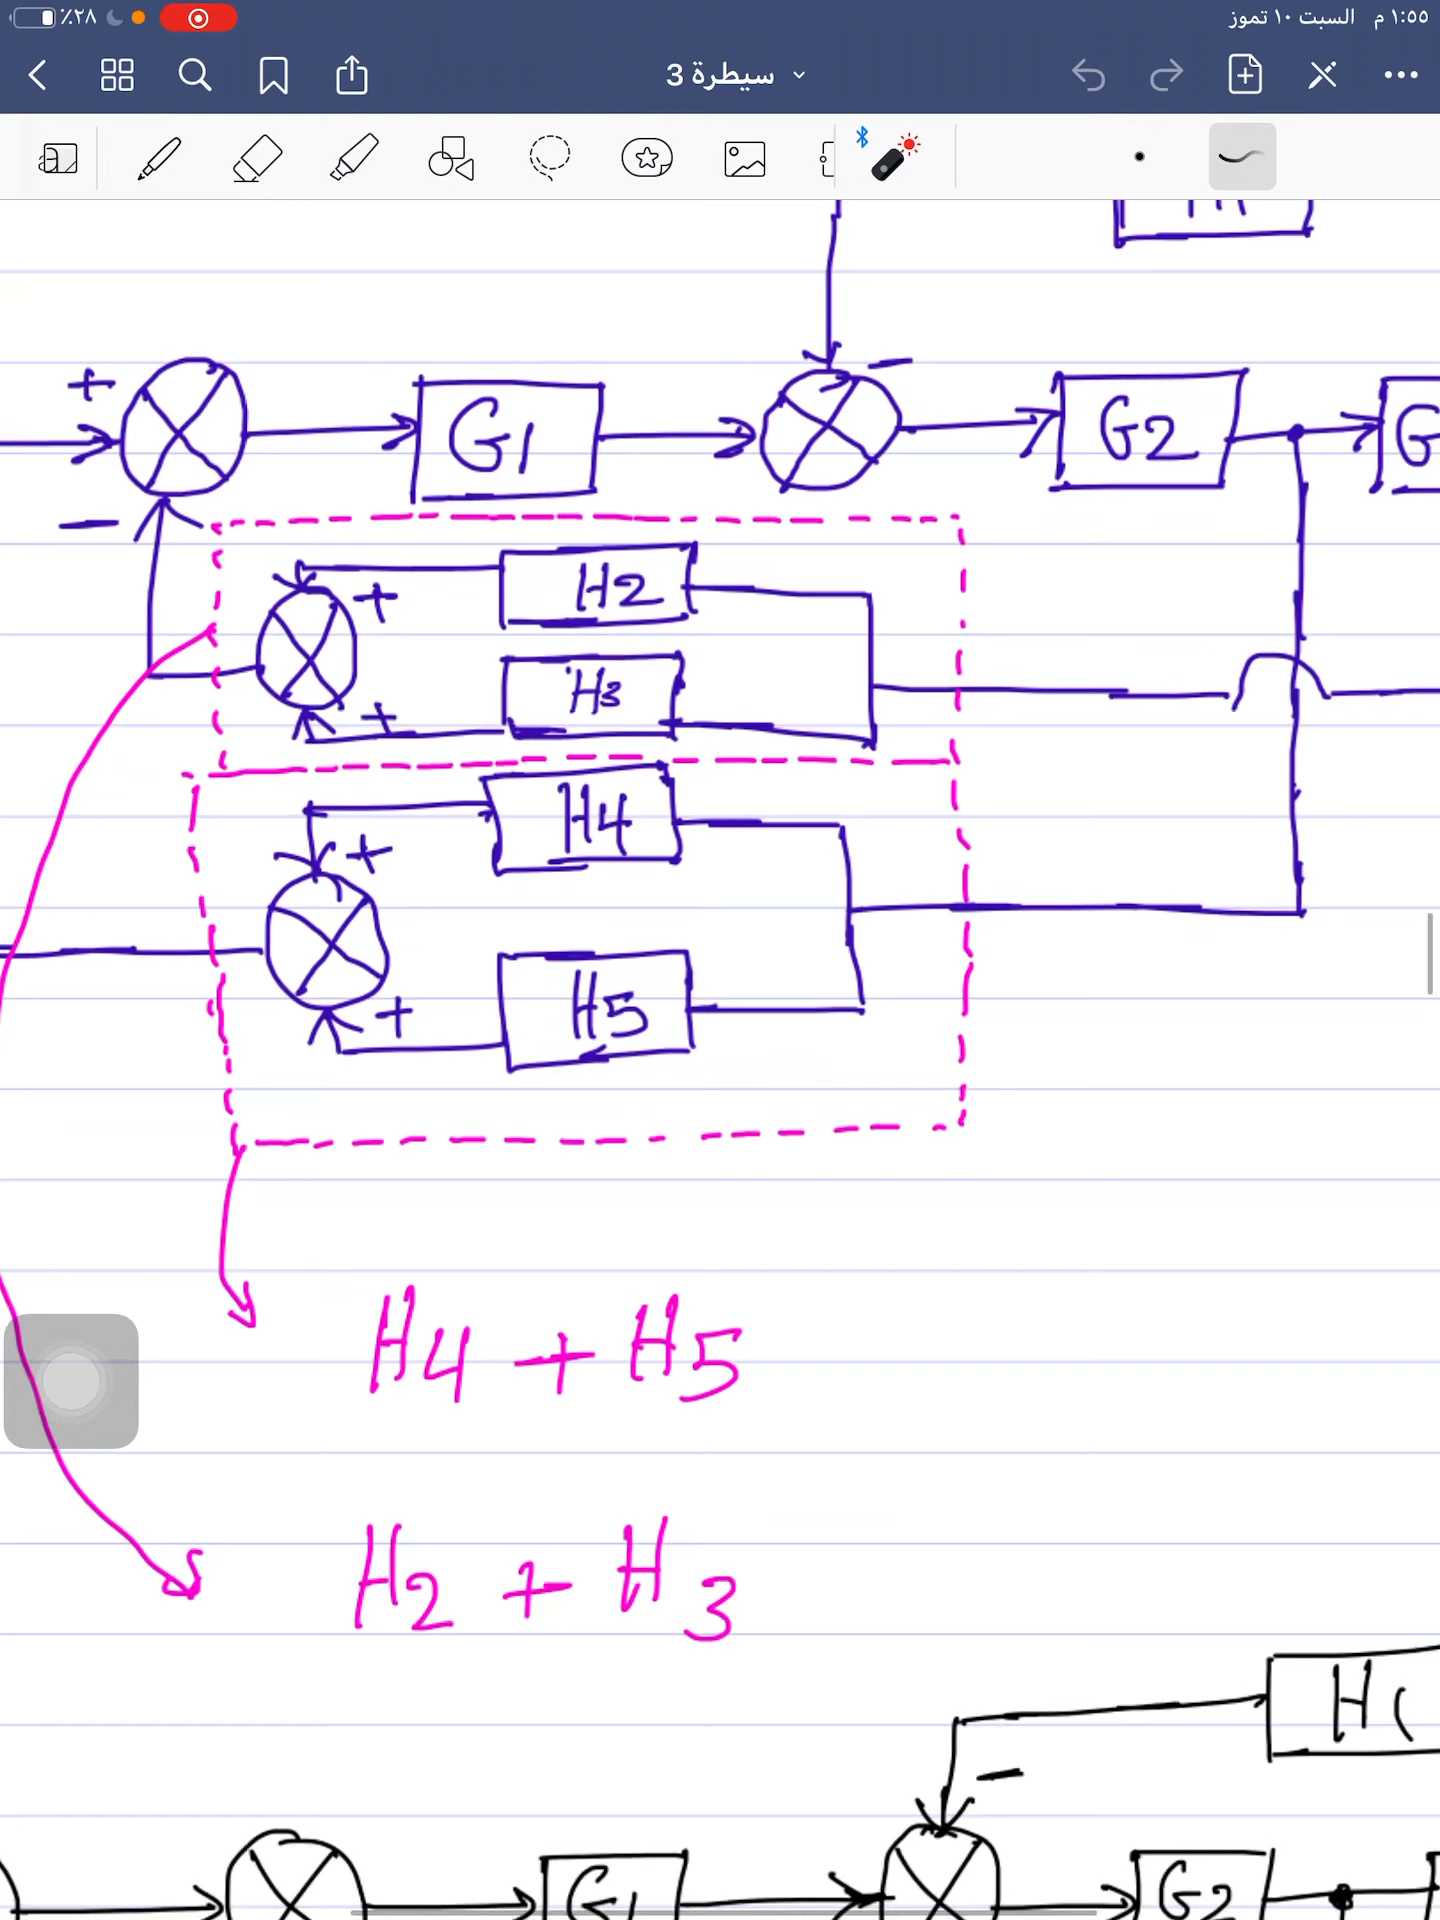 ٪٢٨ السبت ١٠ تموز ١:٥٥ م
سيطرة 3
+ G1 - G2 G
-
H2
+
H3
+
H4
+
H5
+
H4 + H5
H2 + H3
H1
-
G1 G2